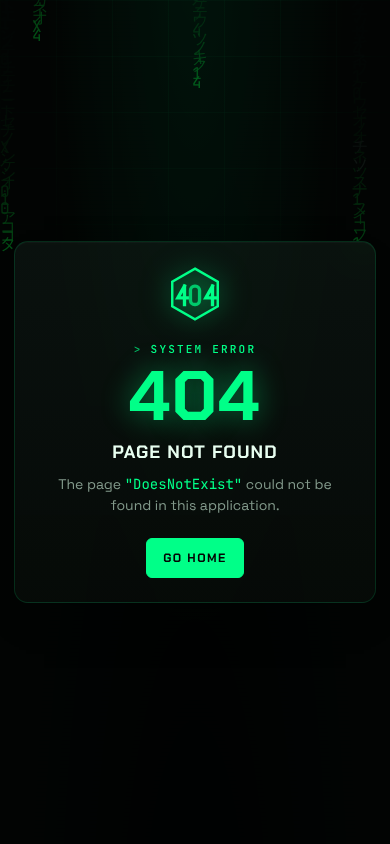 404
> SYSTEM ERROR
404
PAGE NOT FOUND
The page "DoesNotExist" could not be
found in this application.
GO HOME